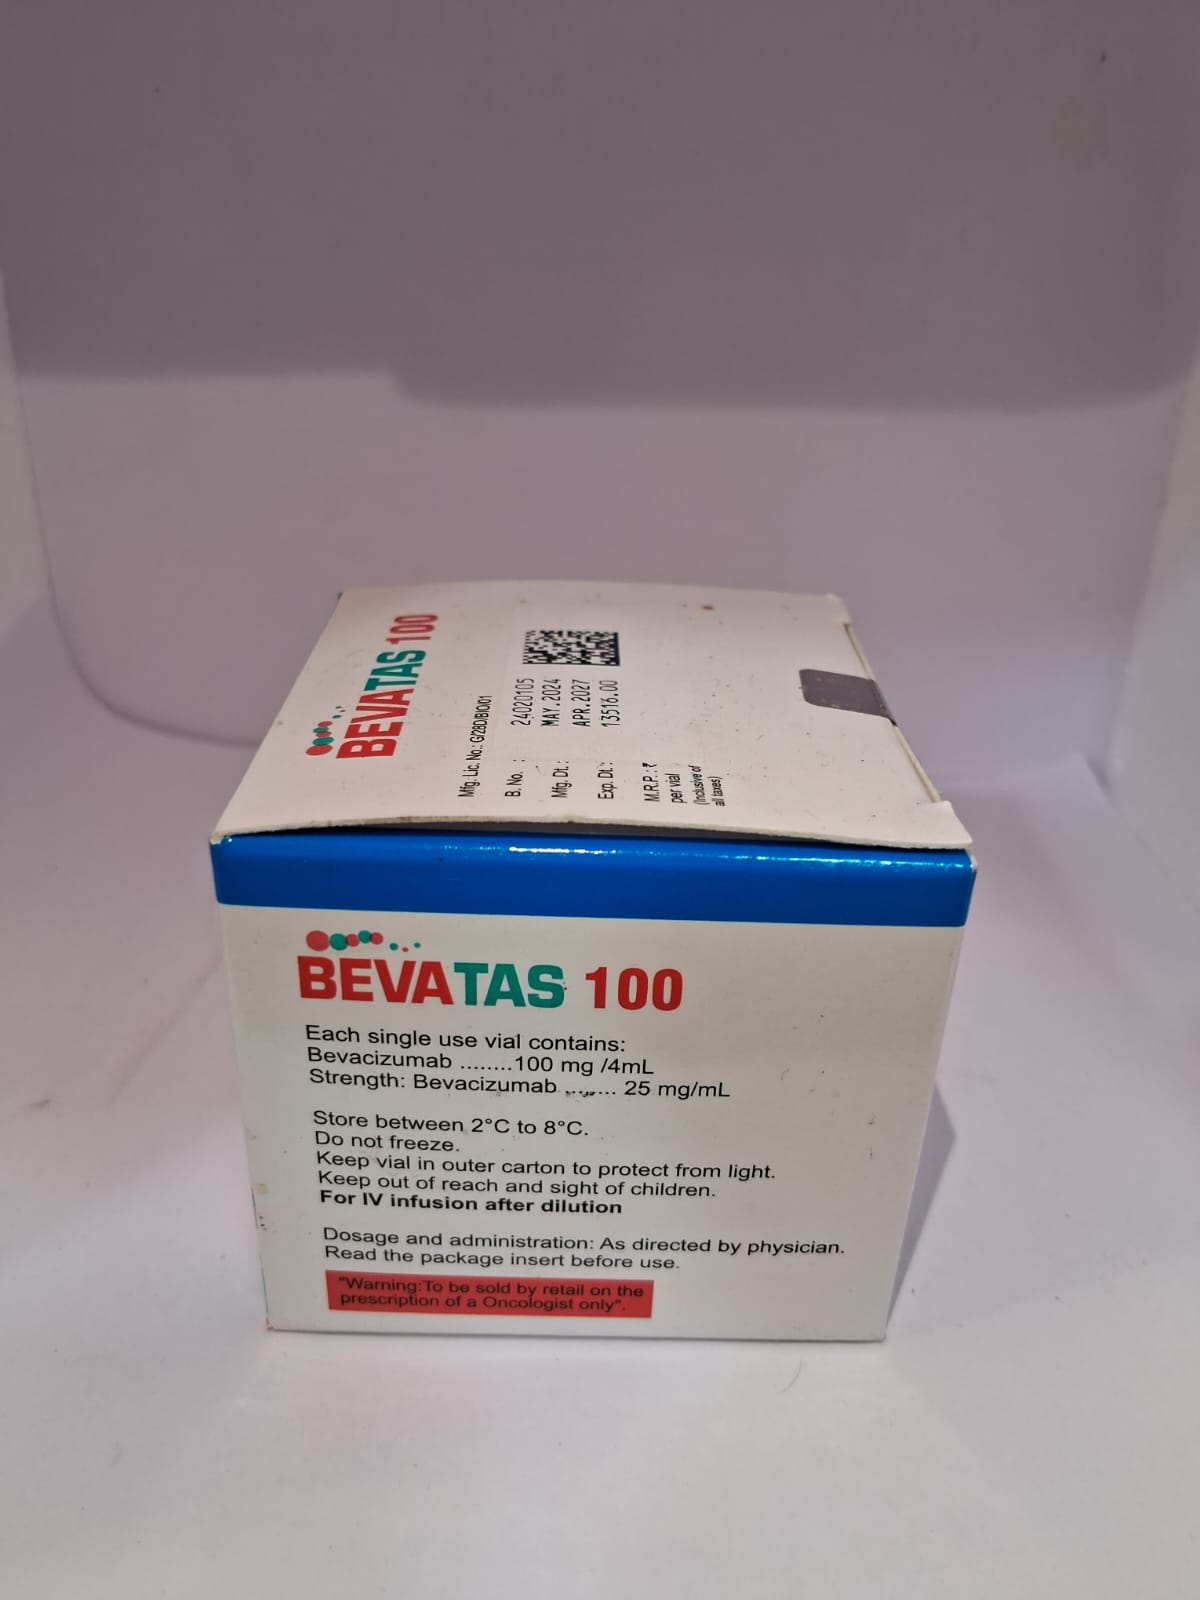 BEVATAS 100
Mfg. Lic. No.: G/28D/BIO/01
B. No. : 24020105
Mfg. Dt.: MAY.2024
Exp. Dt.: APR.2027
M.R.P.: ₹ 13516.00
per vial
(Inclusive of
all taxes)
BEVATAS 100
Each single use vial contains:
Bevacizumab ........100 mg /4mL
Strength: Bevacizumab ........ 25 mg/mL
Store between 2°C to 8°C.
Do not freeze.
Keep vial in outer carton to protect from light.
Keep out of reach and sight of children.
For IV infusion after dilution
Dosage and administration: As directed by physician.
Read the package insert before use.
"Warning:To be sold by retail on the
prescription of a Oncologist only".